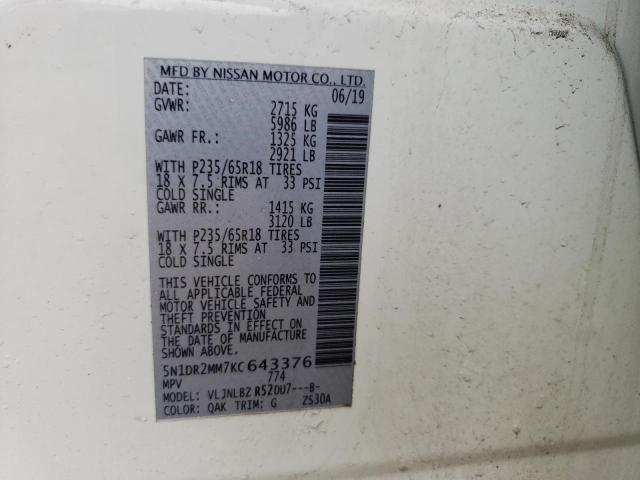 MFD BY NISSAN MOTOR CO., LTD.
DATE: 06/19
GVWR: 2715 KG
5986 LB
GAWR FR.: 1325 KG
2921 LB
WITH P235/65R18 TIRES
18 X 7.5 RIMS AT 33 PSI
COLD SINGLE
GAWR RR.: 1415 KG
3120 LB
WITH P235/65R18 TIRES
18 X 7.5 RIMS AT 33 PSI
COLD SINGLE
THIS VEHICLE CONFORMS TO
ALL APPLICABLE FEDERAL
MOTOR VEHICLE SAFETY AND
THEFT PREVENTION
STANDARDS IN EFFECT ON
THE DATE OF MANUFACTURE
SHOWN ABOVE.
5N1DR2MM7KC643376
MPV 774
MODEL: VLJNLBZ R52DU7---B-
COLOR: QAK TRIM: G ZS30A